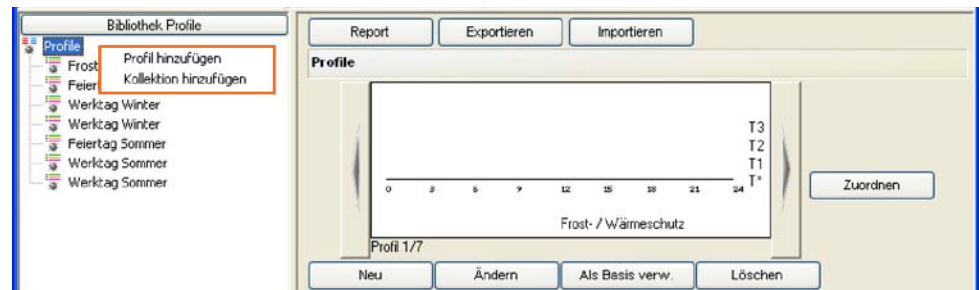 Bibliothek Profile
Profile
Profil hinzufügen
Kollektion hinzufügen
Frost
Feier
Werktag Winter
Werktag Winter
Feiertag Sommer
Werktag Sommer
Werktag Sommer
Report Exportieren Importieren
Profile
T3
T2
T1
T*
0 3 6 9 12 15 18 21 24
Frost- / Wärmeschutz
Profil 1/7
Zuordnen
Neu Ändern Als Basis verw. Löschen